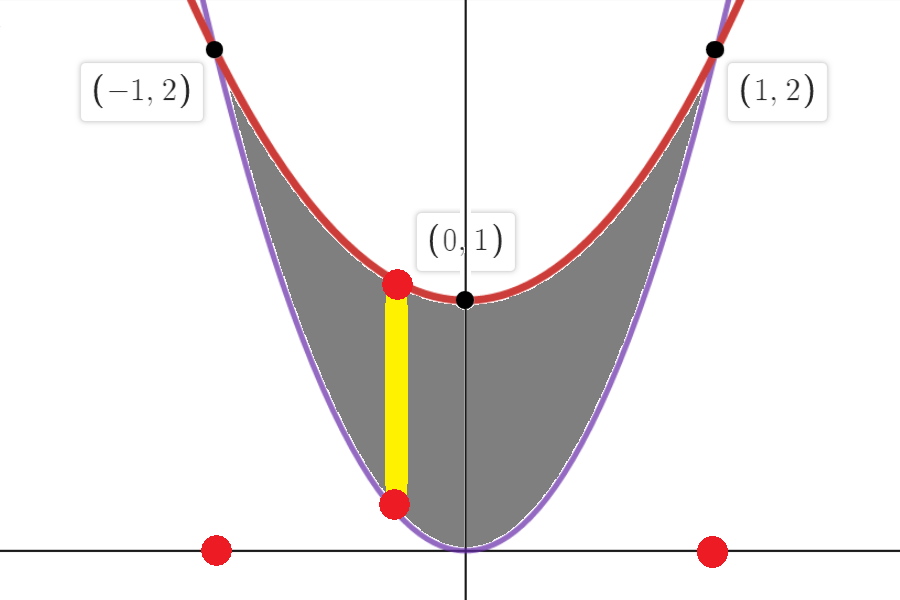 (−1, 2)
(1, 2)
(0, 1)